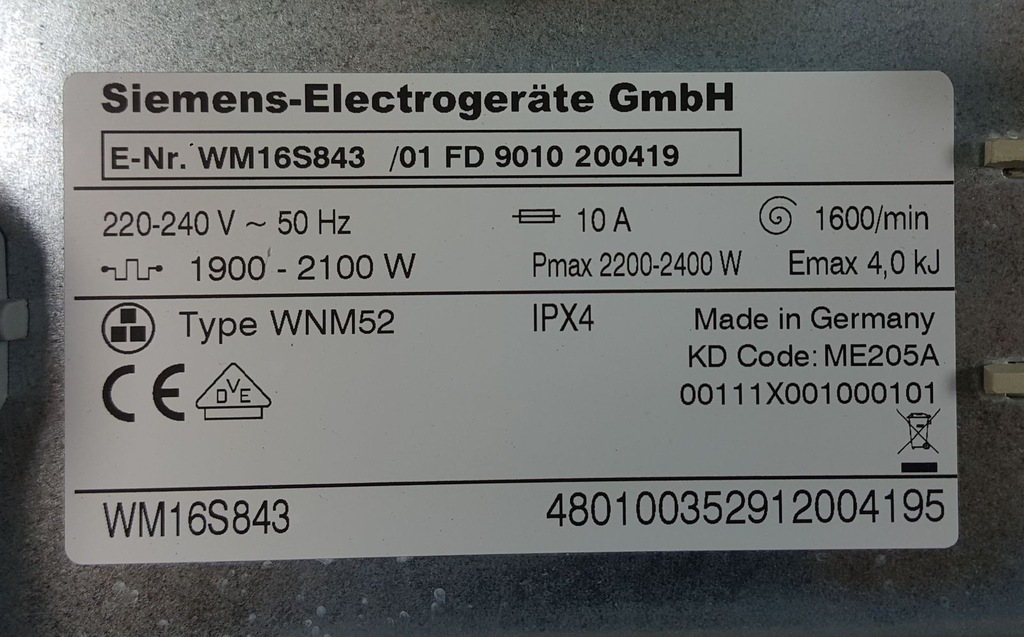 Siemens-Electrogeräte GmbH
E-Nr. WM16S843 /01 FD 9010 200419
220-240 V ~ 50 Hz 10 A 1600/min
1900 - 2100 W Pmax 2200-2400 W Emax 4,0 kJ
Type WNM52 IPX4 Made in Germany
KD Code: ME205A
CE DVE 00111X001000101
WM16S843 480100352912004195